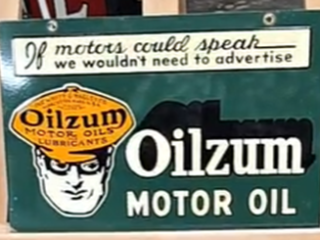 If motors could speak
we wouldn't need to advertise
Oilzum
MOTOR OILS
LUBRICANTS
Oilzum
MOTOR OIL